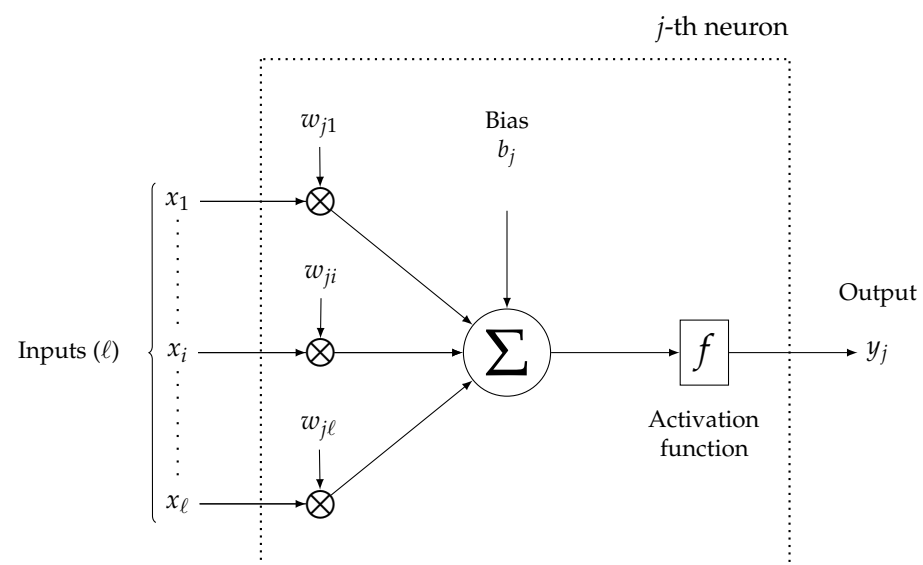 j-th neuron
w_{j1}
Bias
b_j
x_1
w_{ji}
Output
Inputs (ℓ)
x_i
Σ
f
y_j
w_{jℓ}
Activation
function
x_ℓ